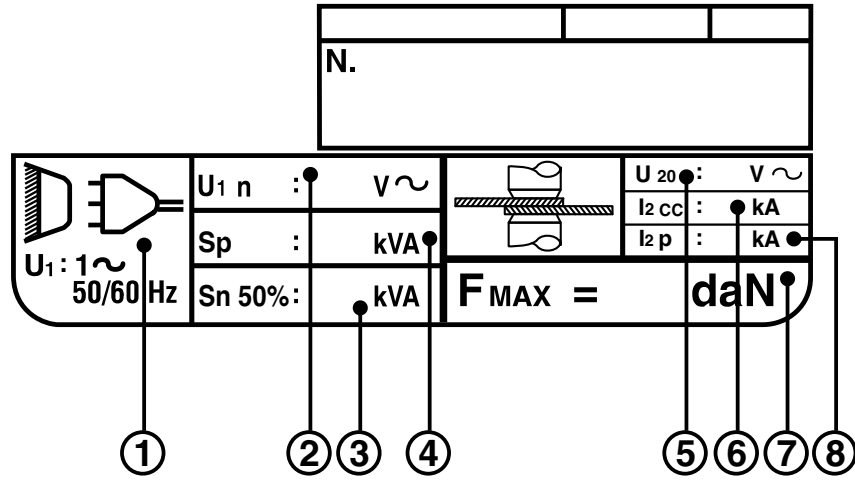 N.
U1 n : V~
Sp : kVA
Sn 50%: kVA
U1: 1~
50/60 Hz
U 20 : V~
I2 CC : kA
I2 p : kA
FMAX = daN
1 2 3 4 5 6 7 8